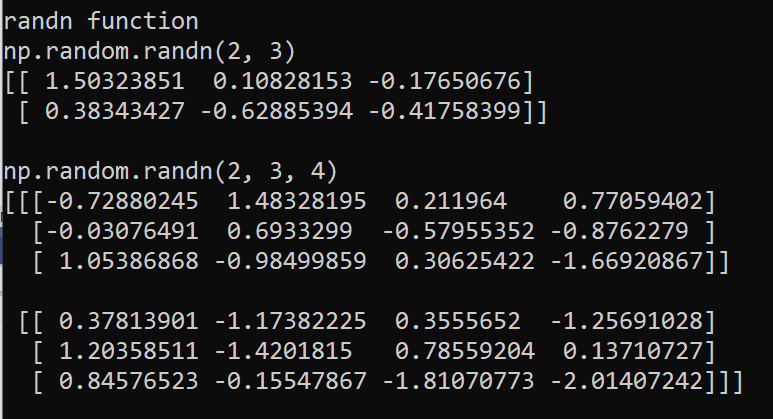 randn function
np.random.randn(2, 3)
[[ 1.50323851  0.10828153 -0.17650676]
 [ 0.38343427 -0.62885394 -0.41758399]]
np.random.randn(2, 3, 4)
[[[-0.72880245  1.48328195  0.211964    0.77059402]
  [-0.03076491  0.6933299  -0.57955352 -0.8762279 ]
  [ 1.05386868 -0.98499859  0.30625422 -1.66920867]]
 [[ 0.37813901 -1.17382225  0.3555652  -1.25691028]
  [ 1.20358511 -1.4201815   0.78559204  0.13710727]
  [ 0.84576523 -0.15547867 -1.81070773 -2.01407242]]]